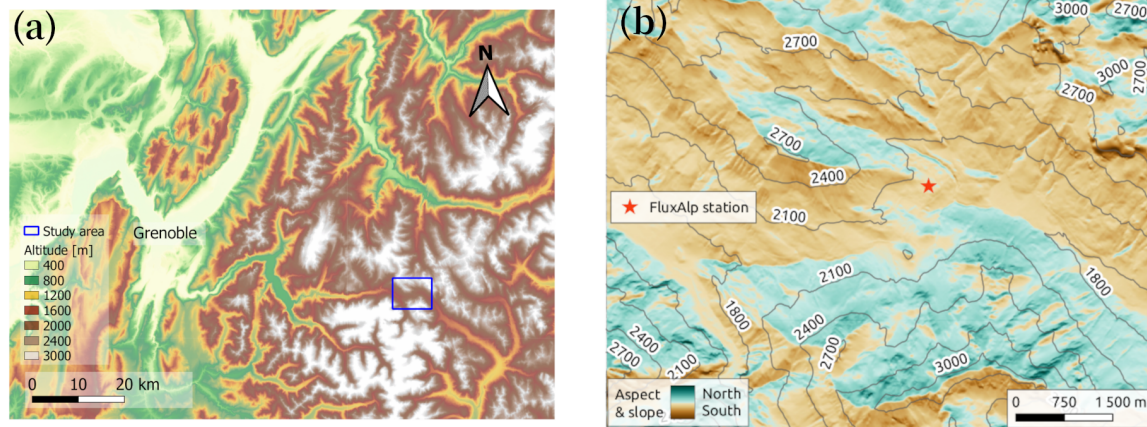 (a)
N
Grenoble
Study area
Altitude [m]
400
800
1200
1600
2000
2400
3000
0 10 20 km
(b)
3000
2700
2700
3000
2700
2700
2700
2400
FluxAlp station
2100
2100
1800
1800
2400
2400
2700
2100
2700
3000
Aspect
& slope
North
South
0 750 1 500 m